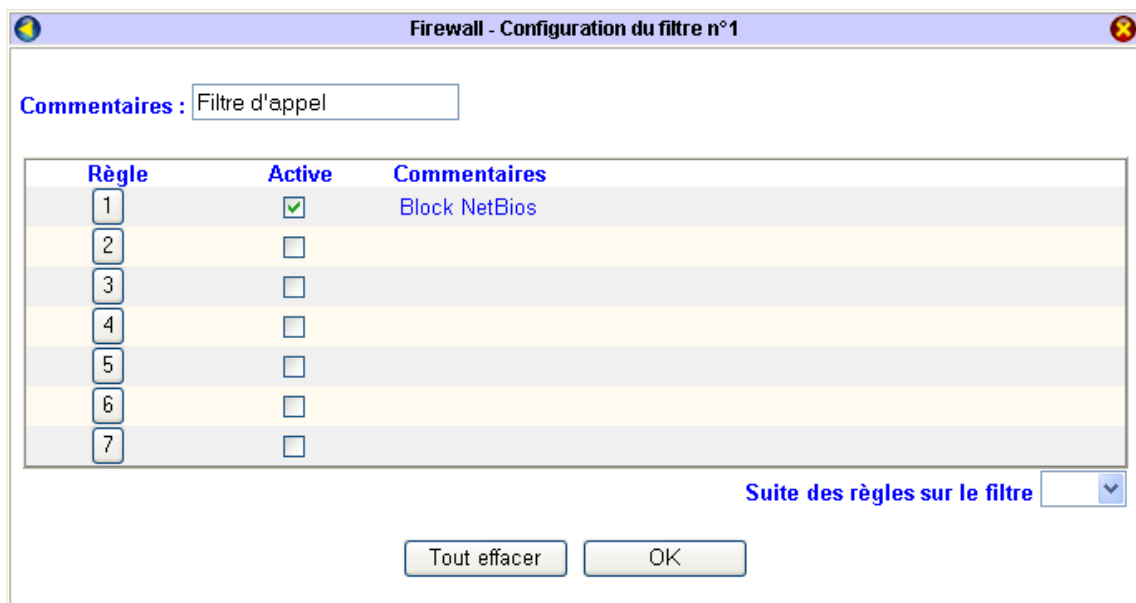 Firewall - Configuration du filtre n°1
Commentaires : Filtre d'appel
Règle Active Commentaires
1 Block NetBios
2
3
4
5
6
7
Suite des règles sur le filtre
Tout effacer OK